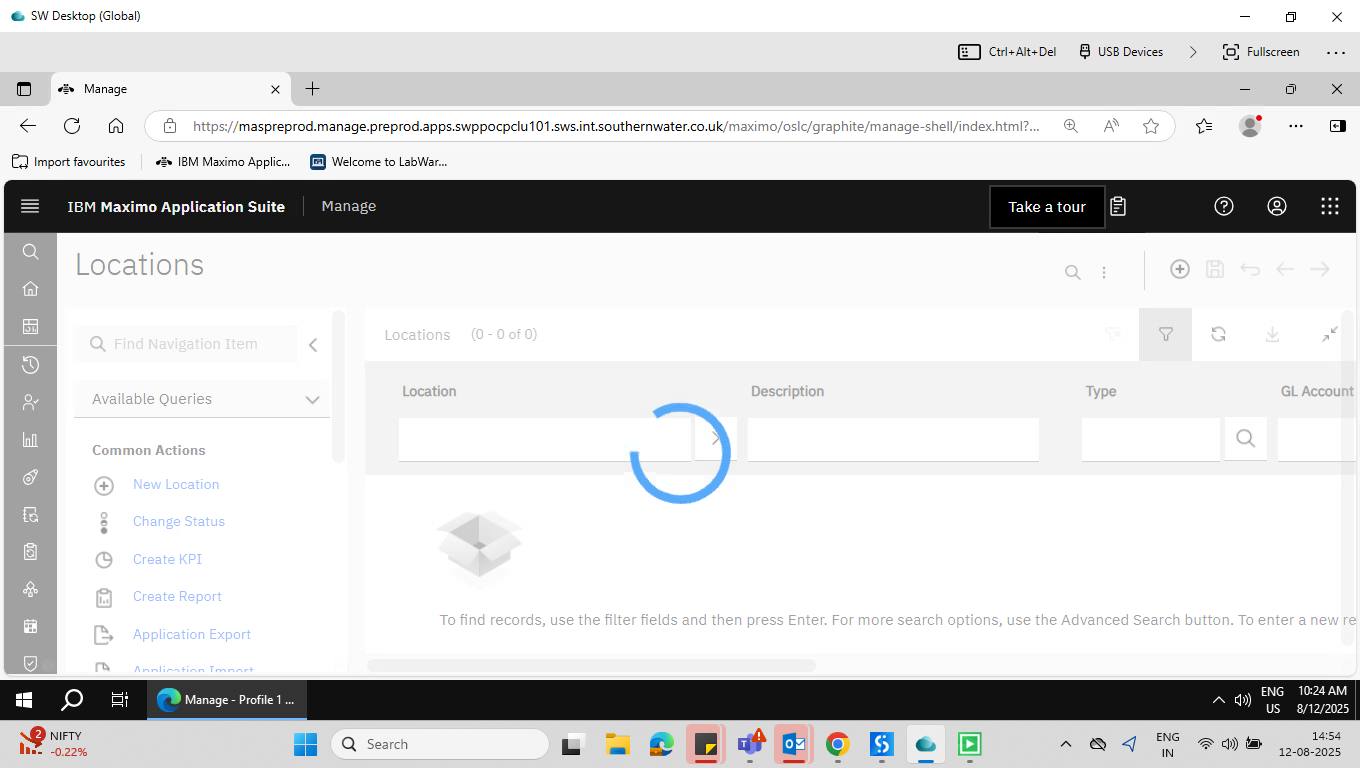 SW Desktop (Global)
Ctrl+Alt+Del
USB Devices
Fullscreen
Manage
https://maspreprod.manage.preprod.apps.swppocpclu101.sws.int.southernwater.co.uk/maximo/oslc/graphite/manage-shell/index.html?...
Import favourites
IBM Maximo Applic...
Welcome to LabWar...
IBM Maximo Application Suite
Manage
Take a tour
Locations
Find Navigation Item
Locations (0 - 0 of 0)
Available Queries
Location
Description
Type
GL Account
Common Actions
New Location
Change Status
Create KPI
Create Report
Application Export
Application Import
To find records, use the filter fields and then press Enter. For more search options, use the Advanced Search button. To enter a new re
Manage - Profile 1 ...
ENG
US
10:24 AM
8/12/2025
2
NIFTY
-0.22%
Search
ENG
IN
14:54
12-08-2025